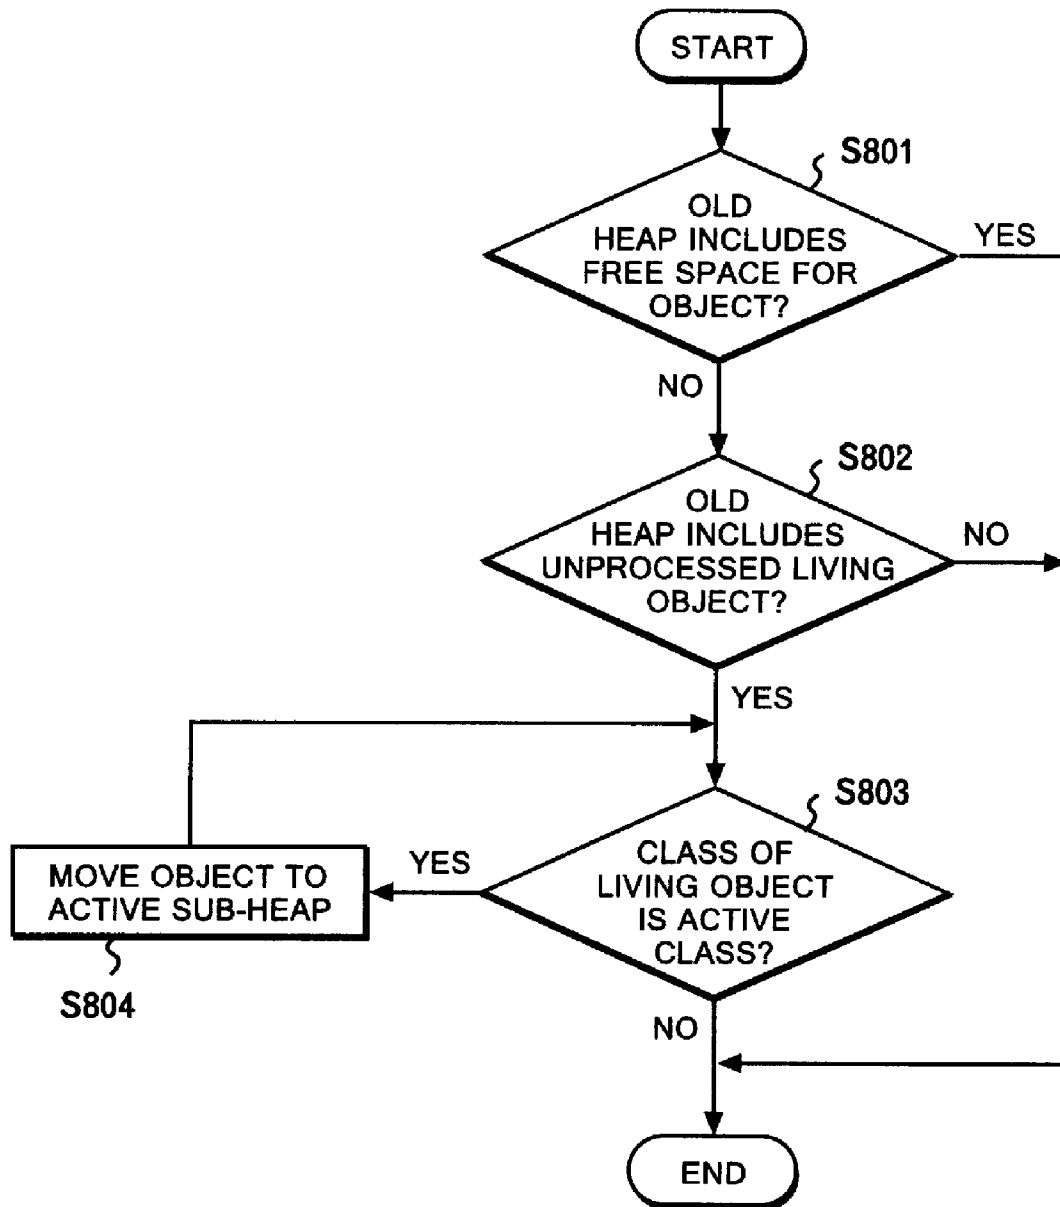 START
S801
OLD
HEAP INCLUDES
FREE SPACE FOR
OBJECT?
YES
NO
S802
OLD
HEAP INCLUDES
UNPROCESSED LIVING
OBJECT?
NO
YES
S803
CLASS OF
LIVING OBJECT
IS ACTIVE
CLASS?
YES
MOVE OBJECT TO
ACTIVE SUB-HEAP
S804
NO
END